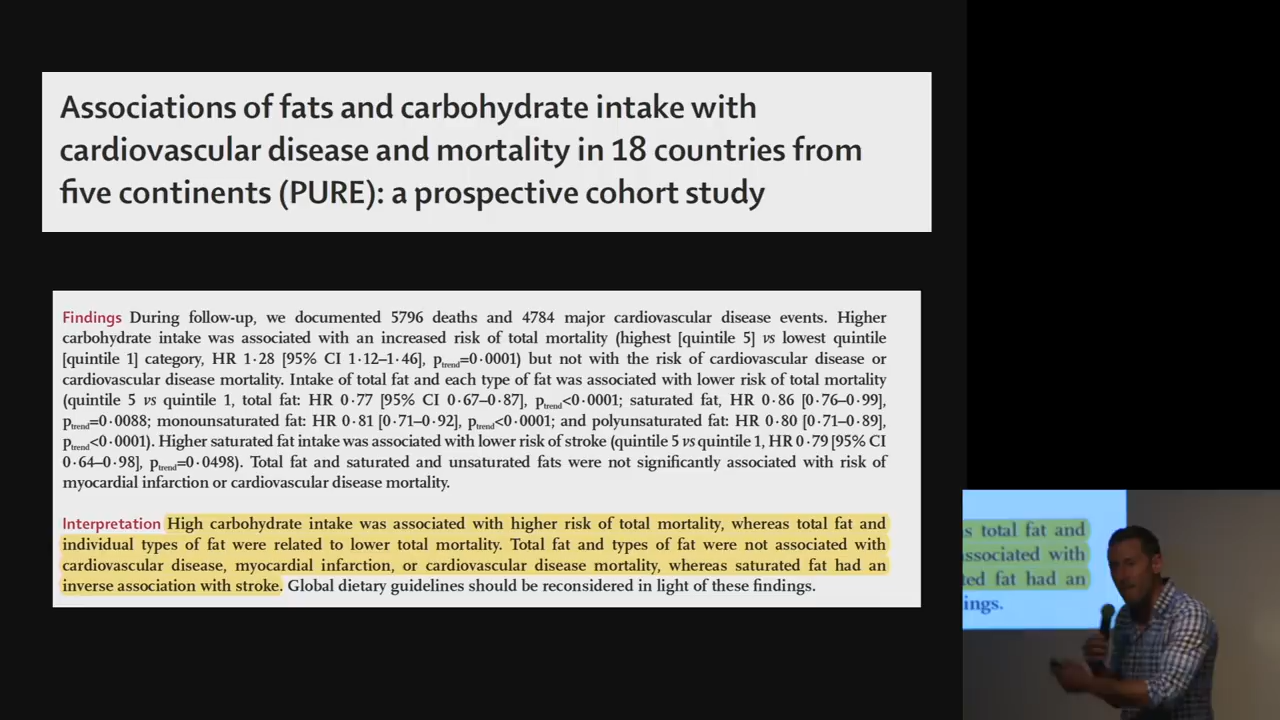 Associations of fats and carbohydrate intake with
cardiovascular disease and mortality in 18 countries from
five continents (PURE): a prospective cohort study
Findings During follow-up, we documented 5796 deaths and 4784 major cardiovascular disease events. Higher
carbohydrate intake was associated with an increased risk of total mortality (highest [quintile 5] vs lowest quintile
[quintile 1] category, HR 1·28 [95% CI 1·12–1·46], ptrend=0·0001) but not with the risk of cardiovascular disease or
cardiovascular disease mortality. Intake of total fat and each type of fat was associated with lower risk of total mortality
(quintile 5 vs quintile 1, total fat: HR 0·77 [95% CI 0·67–0·87], ptrend<0·0001; saturated fat, HR 0·86 [0·76–0·99],
ptrend=0·0088; monounsaturated fat: HR 0·81 [0·71–0·92], ptrend<0·0001; and polyunsaturated fat: HR 0·80 [0·71–0·89],
ptrend<0·0001). Higher saturated fat intake was associated with lower risk of stroke (quintile 5 vs quintile 1, HR 0·79 [95% CI
0·64–0·98], ptrend=0·0498). Total fat and saturated and unsaturated fats were not significantly associated with risk of
myocardial infarction or cardiovascular disease mortality.
Interpretation High carbohydrate intake was associated with higher risk of total mortality, whereas total fat and
individual types of fat were related to lower total mortality. Total fat and types of fat were not associated with
cardiovascular disease, myocardial infarction, or cardiovascular disease mortality, whereas saturated fat had an
inverse association with stroke. Global dietary guidelines should be reconsidered in light of these findings.
s total fat and
associated with
ted fat had an
ings.